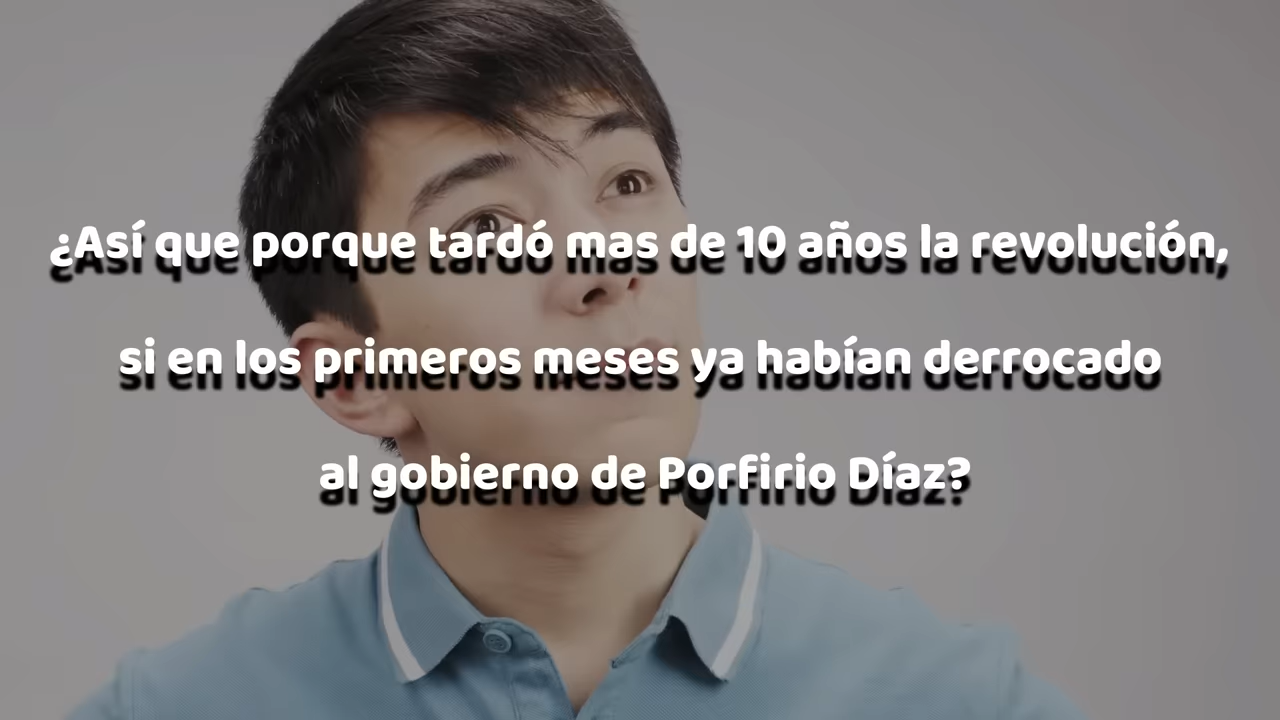 ¿Así que porque tardó mas de 10 años la revolución,
si en los primeros meses ya habían derrocado
al gobierno de Porfirio Díaz?